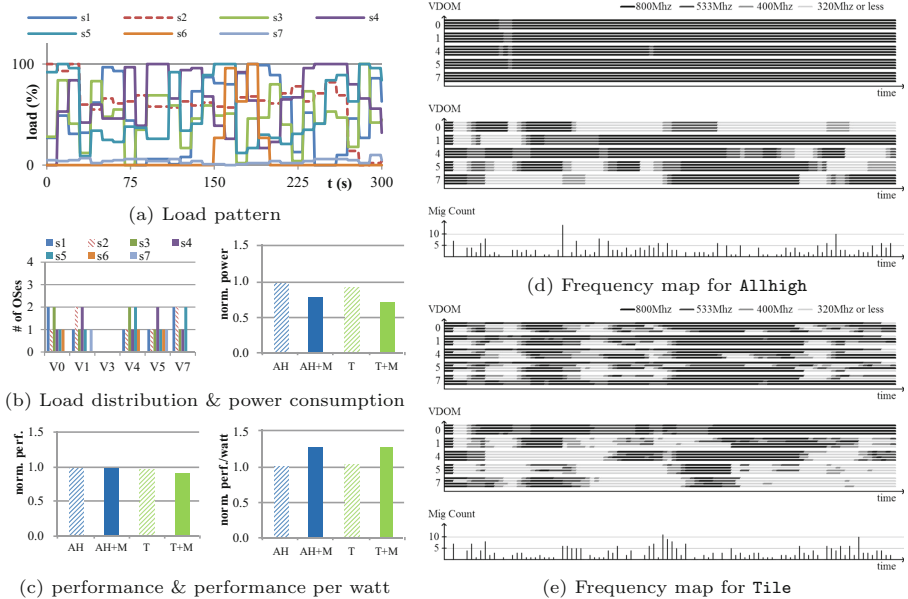 s1 s2 s3 s4
s5 s6 s7
load (%)
100
0
0 75 150 225 300
t (s)
(a) Load pattern
s1 s2 s3 s4
s5 s6 s7
# of OSes
4
3
2
1
0
V0 V1 V3 V4 V5 V7
norm. power
1.5
1.0
0.5
0.0
AH AH+M T T+M
(b) Load distribution & power consumption
norm. perf.
1.5
1.0
0.5
0.0
AH AH+M T T+M
norm. perf./watt
1.5
1.0
0.5
0.0
AH AH+M T T+M
(c) performance & performance per watt
VDOM
800Mhz 533Mhz 400Mhz 320Mhz or less
0
1
4
5
7
time
VDOM
0
1
4
5
7
time
Mig Count
10
5
time
(d) Frequency map for Allhigh
800Mhz 533Mhz 400Mhz 320Mhz or less
VDOM
0
1
4
5
7
time
VDOM
0
1
4
5
7
time
Mig Count
10
5
time
(e) Frequency map for Tile